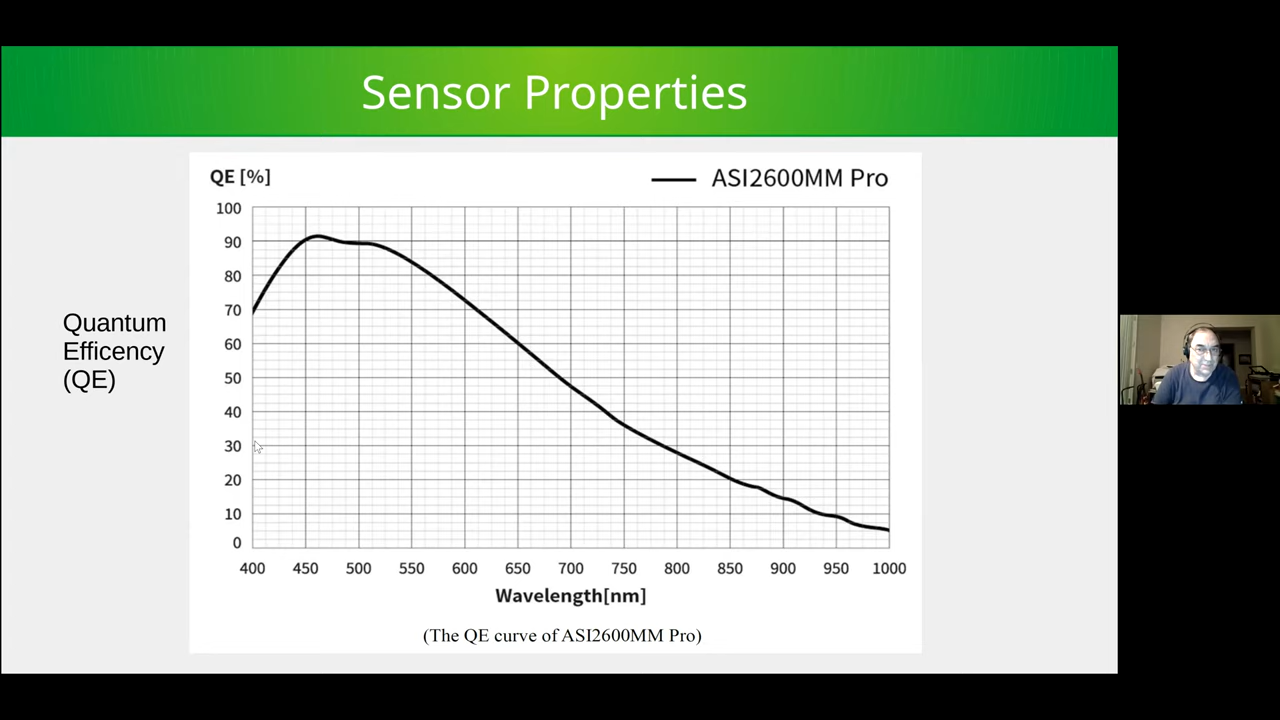 Sensor Properties
QE [%]
ASI2600MM Pro
100
90
80
70
60
50
40
30
20
10
0
400 450 500 550 600 650 700 750 800 850 900 950 1000
Wavelength[nm]
(The QE curve of ASI2600MM Pro)
Quantum
Efficency
(QE)